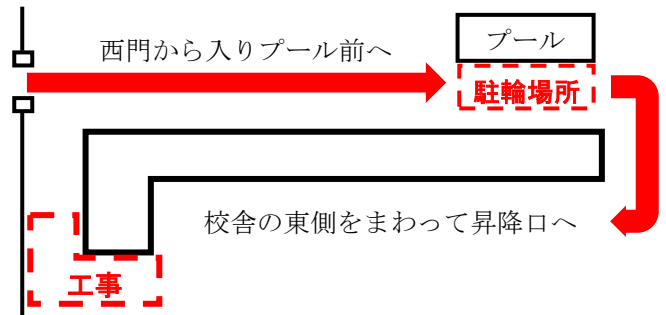 プール
西門から入りプール前へ
駐輪場所
校舎の東側をまわって昇降口へ
工事